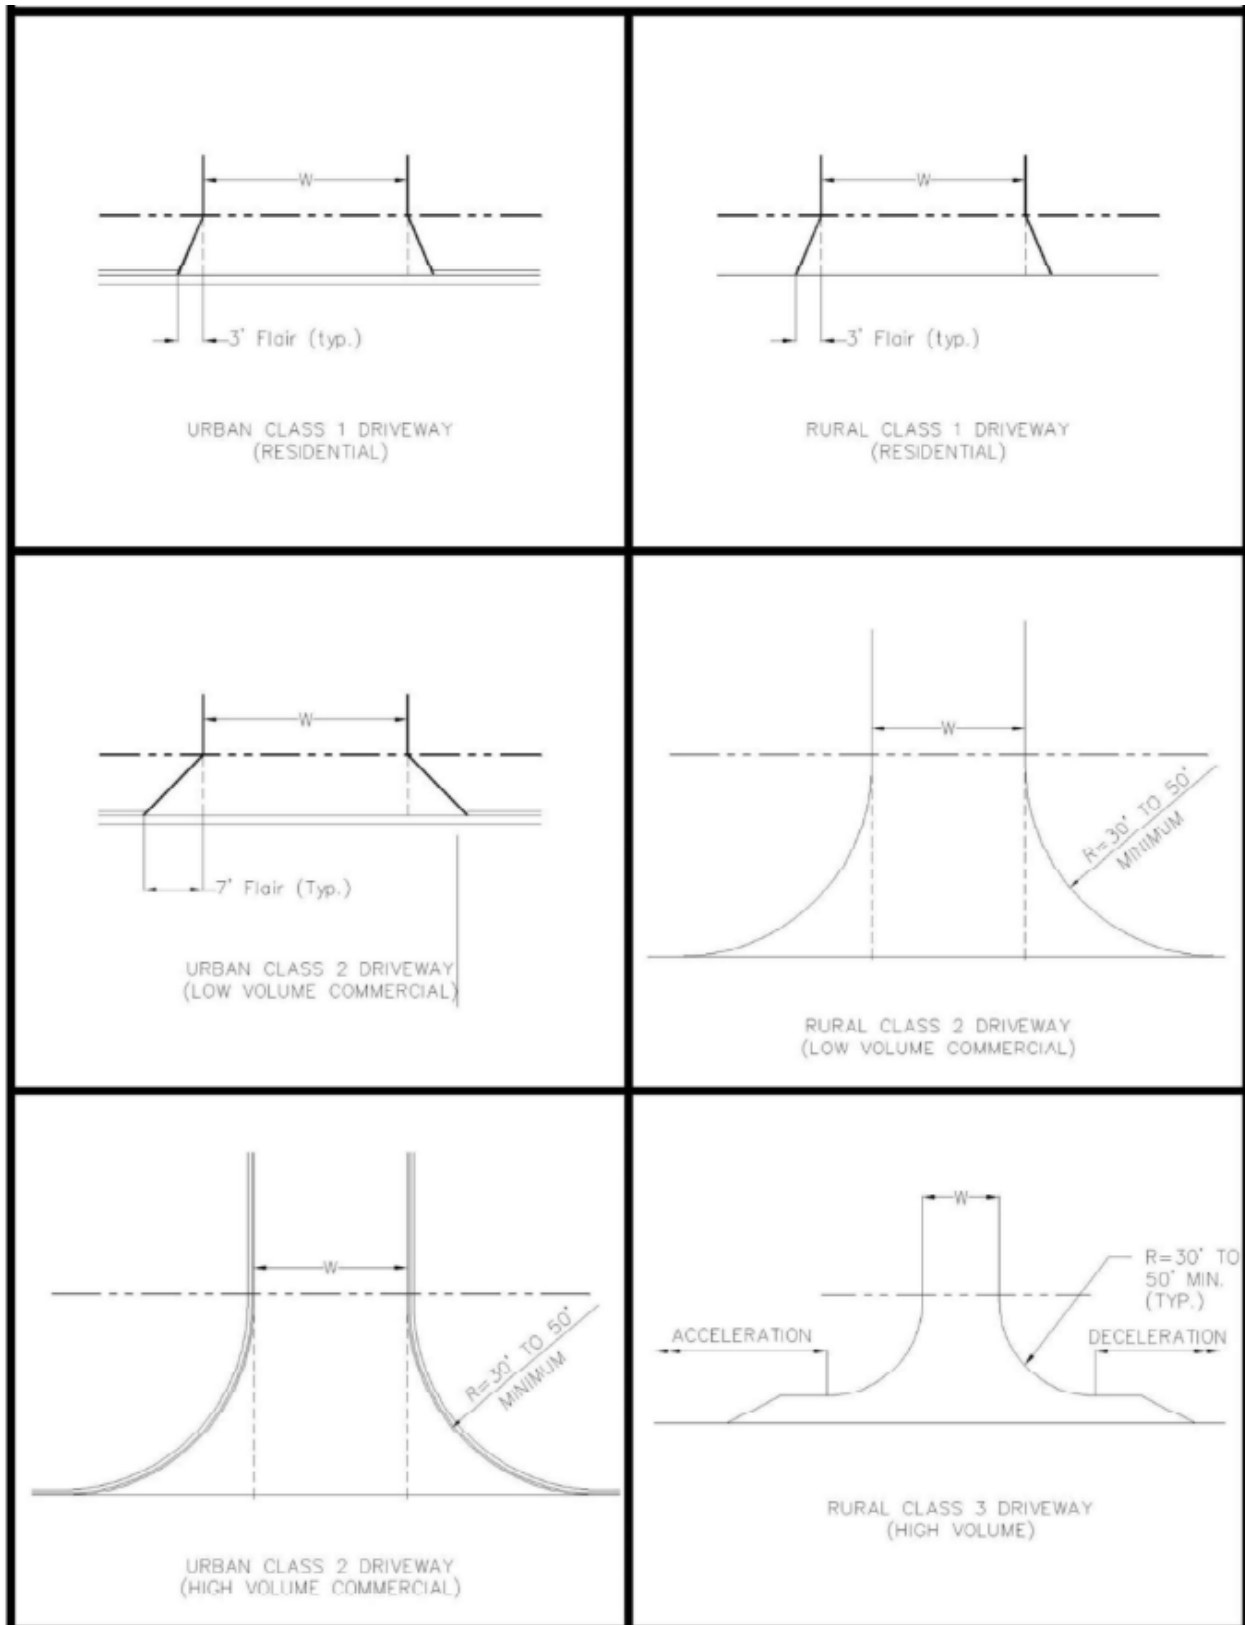 W
3' Flair (typ.)
URBAN CLASS 1 DRIVEWAY
(RESIDENTIAL)
W
3' Flair (typ.)
RURAL CLASS 1 DRIVEWAY
(RESIDENTIAL)
W
7' Flair (Typ.)
URBAN CLASS 2 DRIVEWAY
(LOW VOLUME COMMERCIAL)
W
R=30' TO 50'
MINIMUM
RURAL CLASS 2 DRIVEWAY
(LOW VOLUME COMMERCIAL)
W
R=30' TO 50'
MINIMUM
URBAN CLASS 2 DRIVEWAY
(HIGH VOLUME COMMERCIAL)
W
R=30' TO
50' MIN.
(TYP.)
ACCELERATION
DECELERATION
RURAL CLASS 3 DRIVEWAY
(HIGH VOLUME)